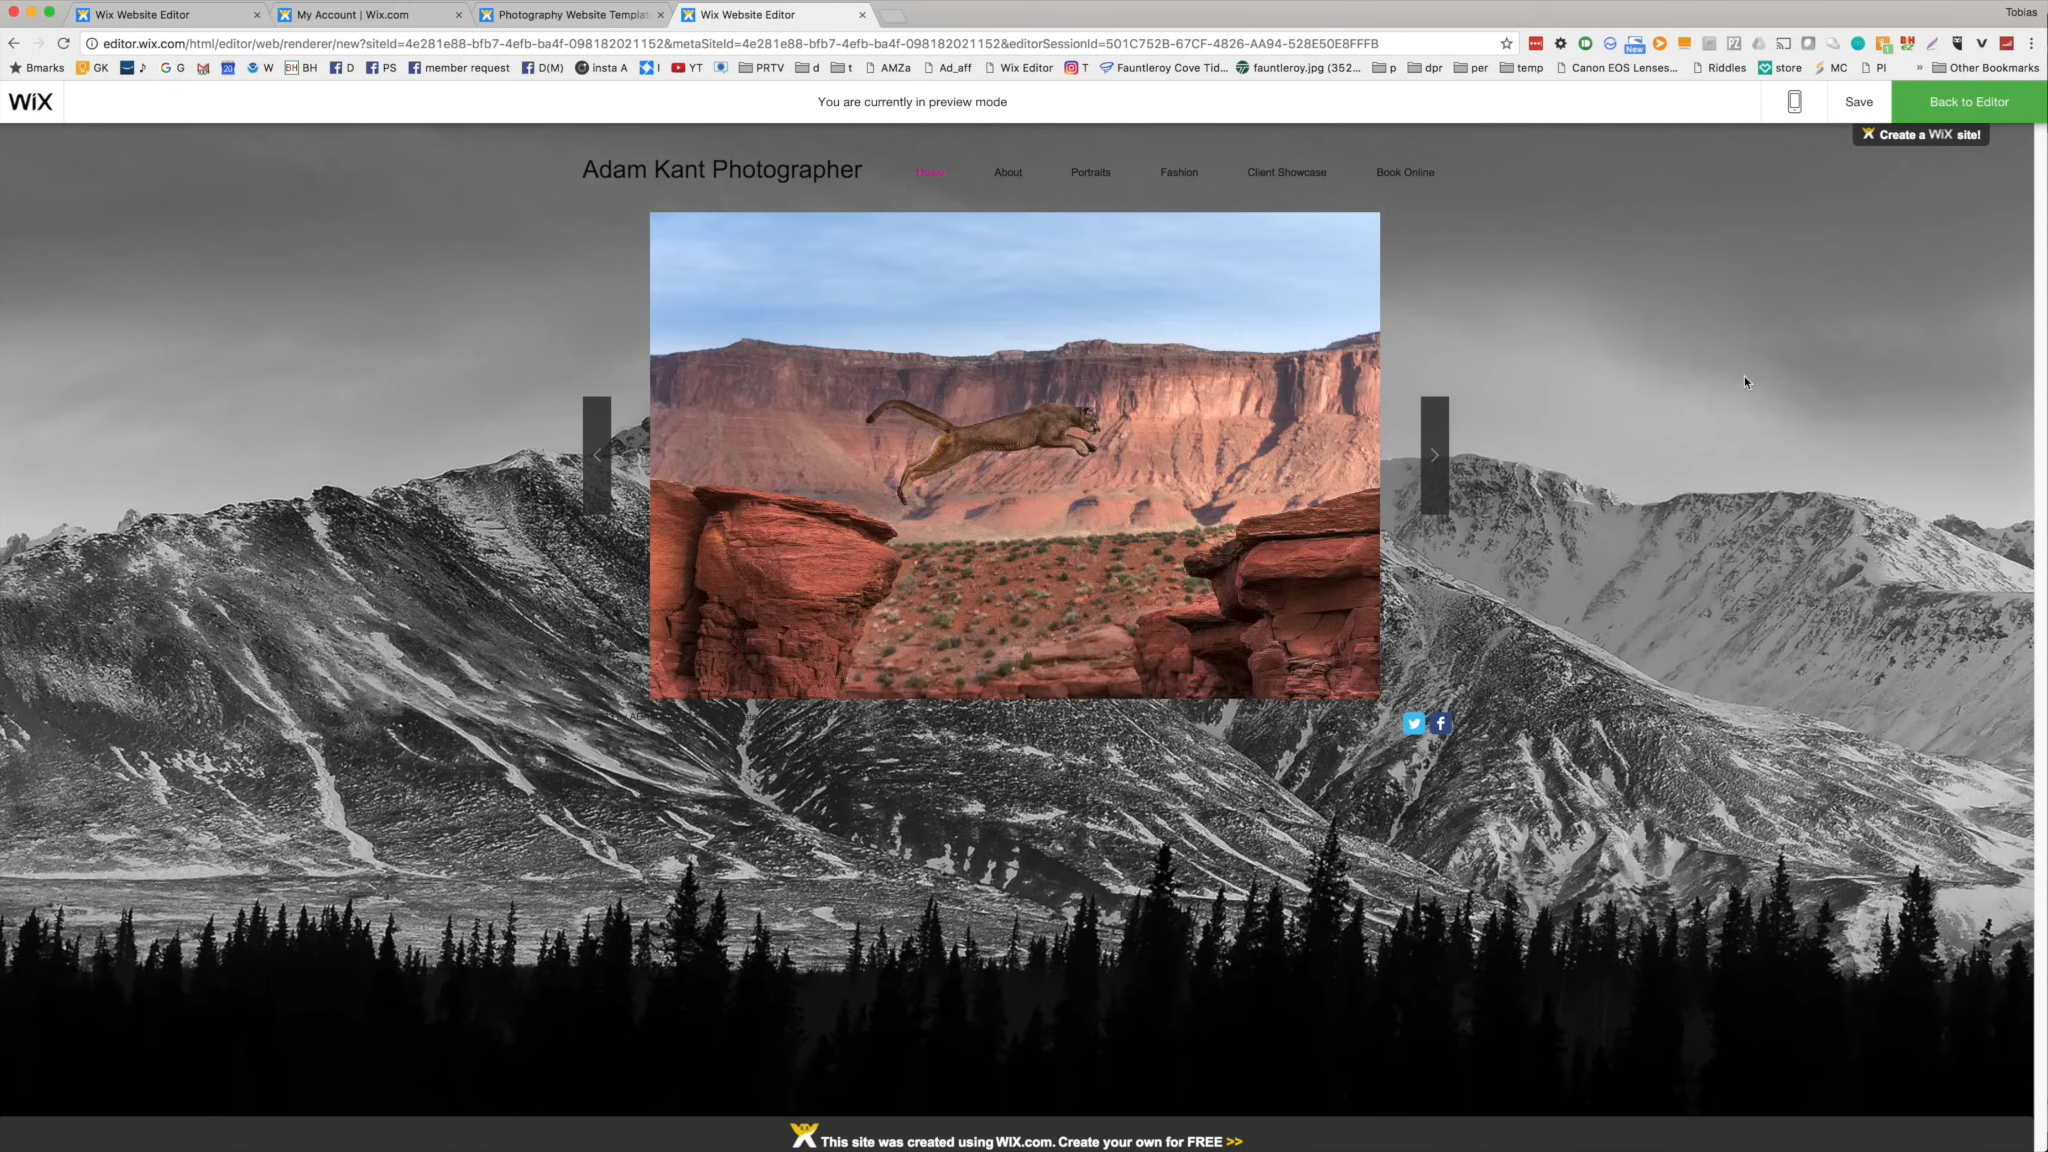 Wix Website Editor
My Account | Wix.com
Photography Website Templat
Wix Website Editor
Tobias
editor.wix.com/html/editor/web/renderer/new?siteId=4e281e88-bfb7-4efb-ba4f-098182021152&metaSiteId=4e281e88-bfb7-4efb-ba4f-098182021152&editorSessionId=501C752B-67CF-4826-AA94-528E50E8FFFB
New
Bmarks GK G W BH BH D PS member request D(M) insta A I YT PRTV d t AMZa Ad_aff Wix Editor T Fauntleroy Cove Tid... fauntleroy.jpg (352... p dpr per temp Canon EOS Lenses... Riddles store MC PI » Other Bookmarks
WiX
You are currently in preview mode
Save
Back to Editor
Create a WiX site!
Adam Kant Photographer
Home
About
Portraits
Fashion
Client Showcase
Book Online
This site was created using WIX.com. Create your own for FREE >>